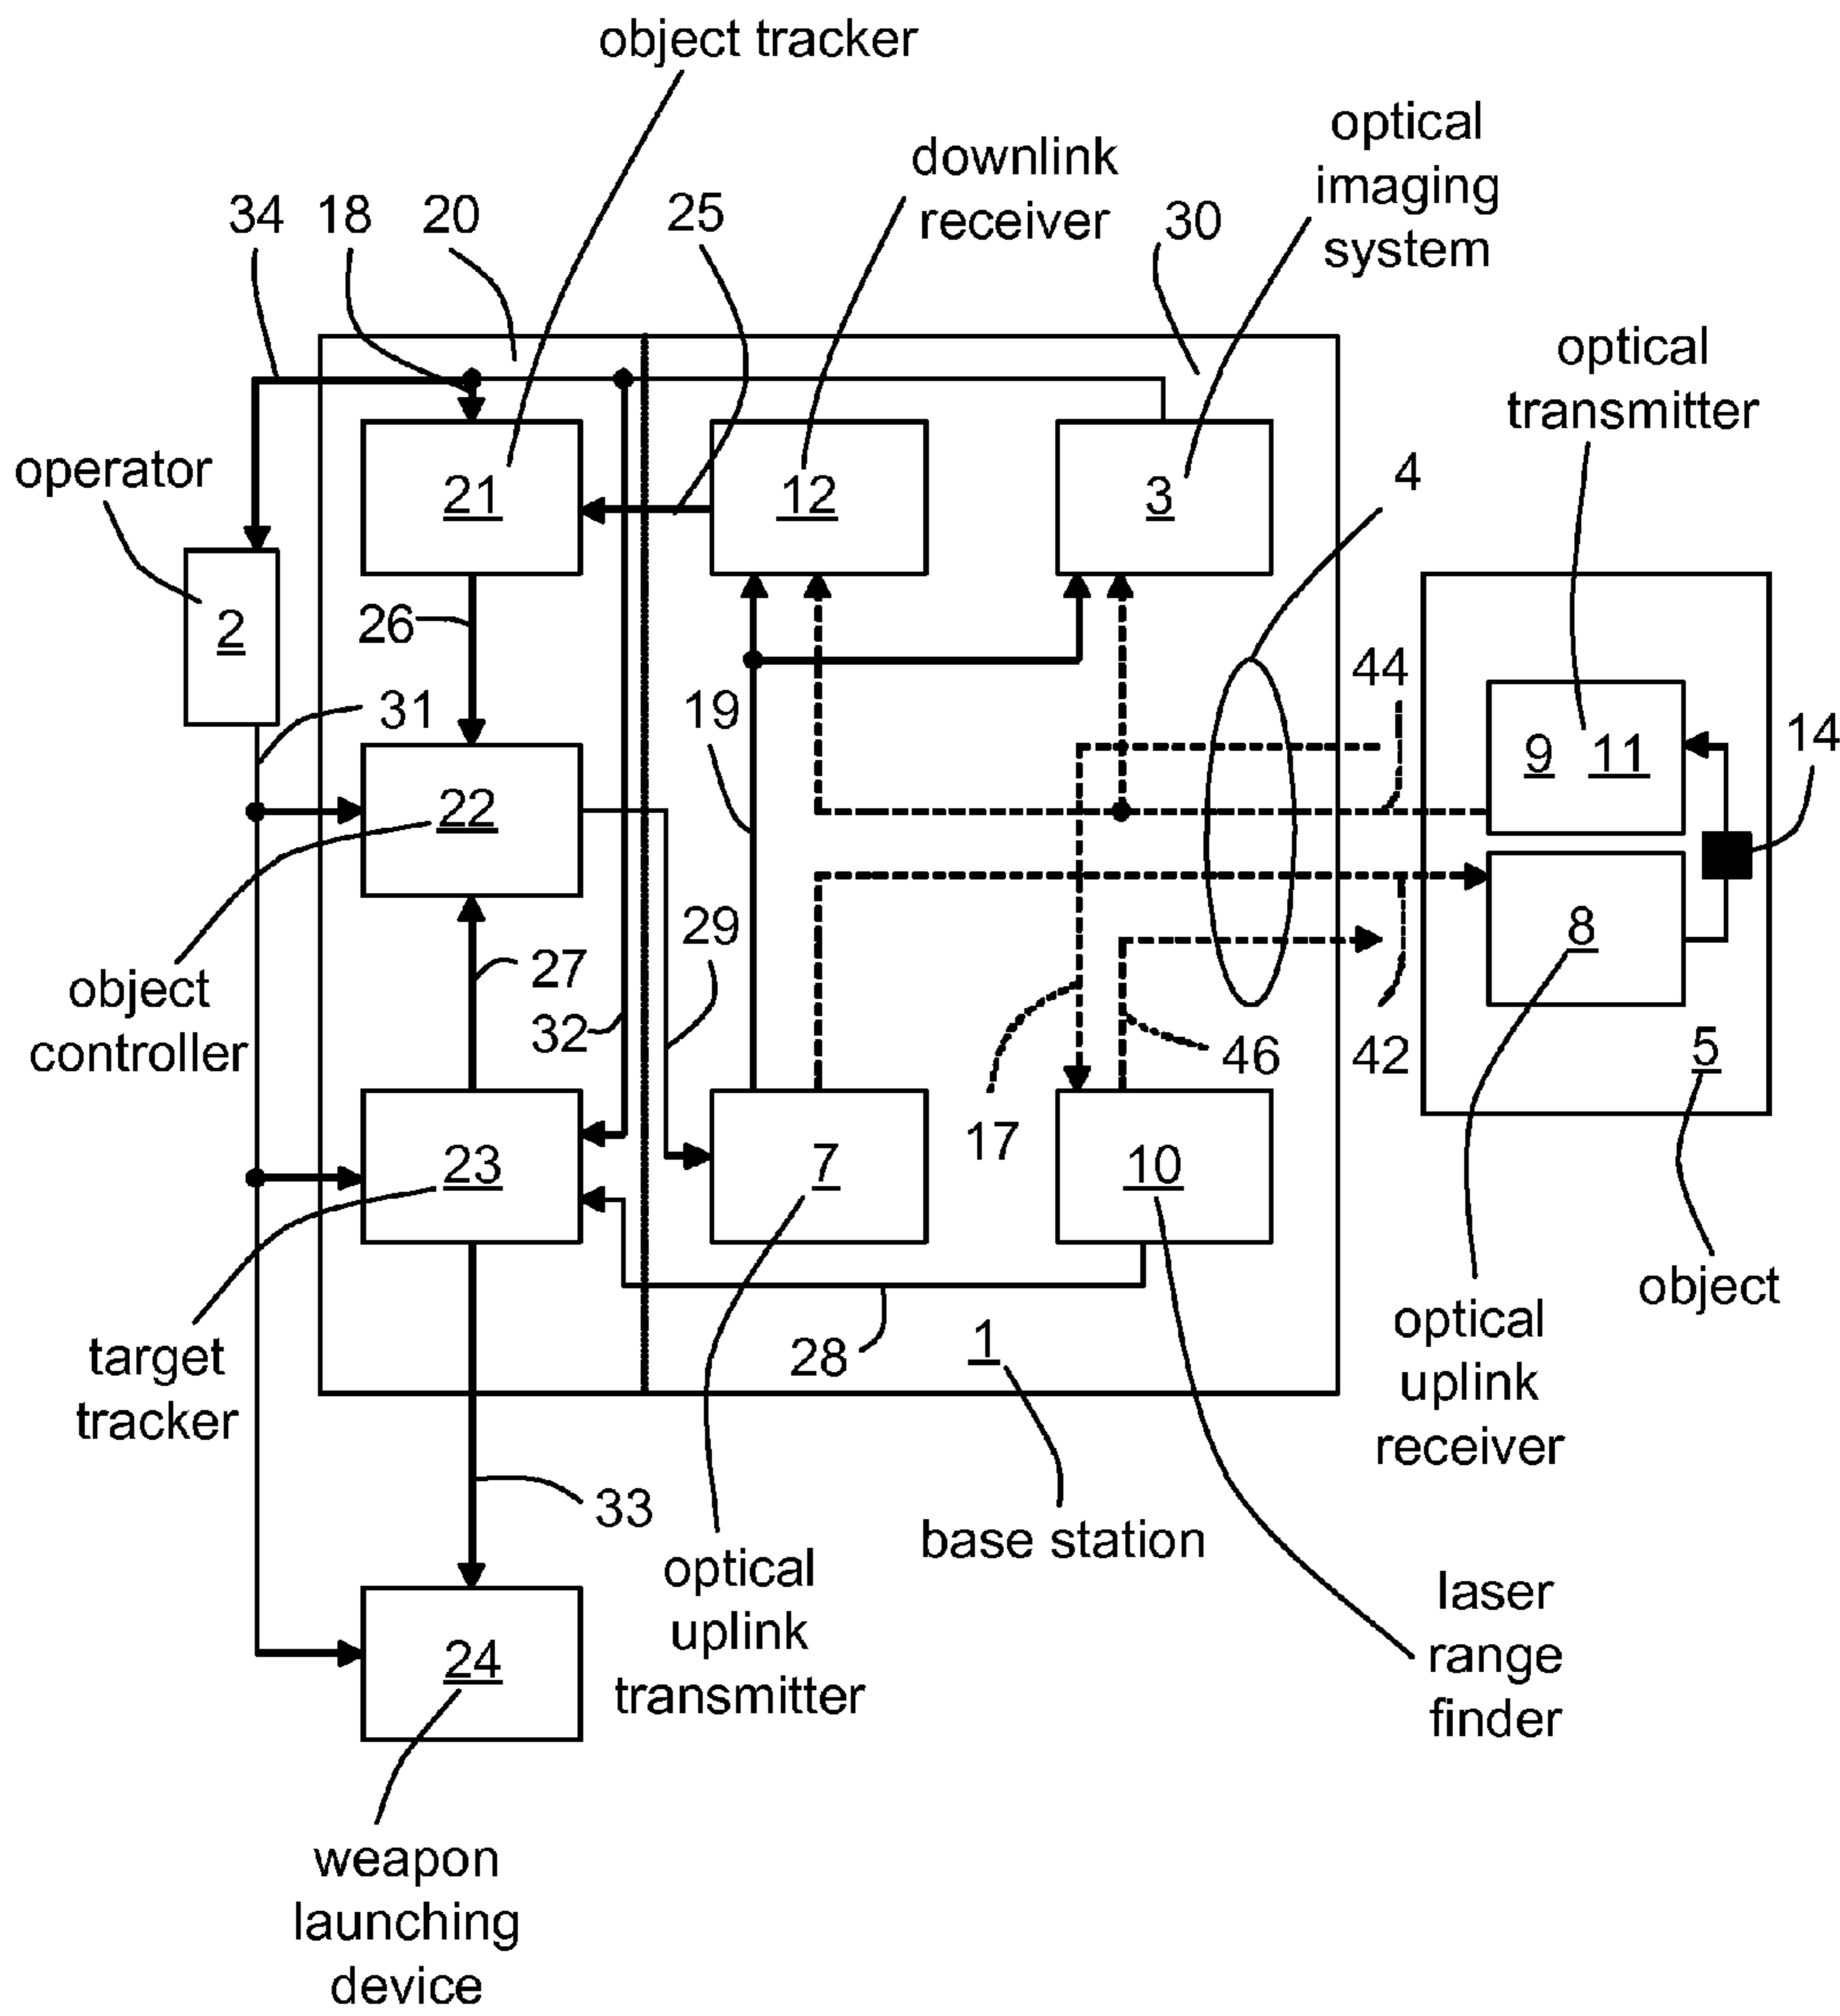 object tracker
downlink
receiver
optical
imaging
system
34
18
20
25
30
optical
transmitter
operator
21
12
3
4
2
26
31
19
44
9
11
14
22
29
8
object
controller
27
32
17
46
42
5
23
7
10
object
target
tracker
28
1
optical
uplink
receiver
33
base station
optical
uplink
transmitter
laser
range
finder
24
weapon
launching
device